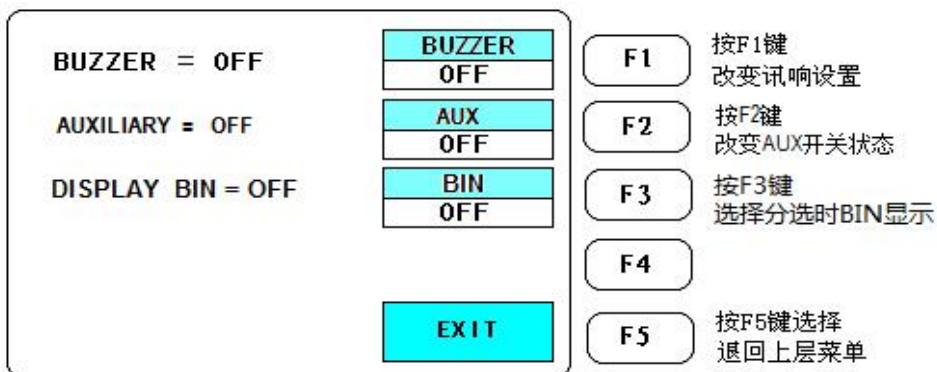 BUZZER = OFF
BUZZER
OFF
F1
按F1键
改变讯响设置
AUXILIARY = OFF
AUX
OFF
F2
按F2键
改变AUX开关状态
DISPLAY BIN = OFF
BIN
OFF
F3
按F3键
选择分选时BIN显示
F4
EXIT
F5
按F5键选择
退回上层菜单